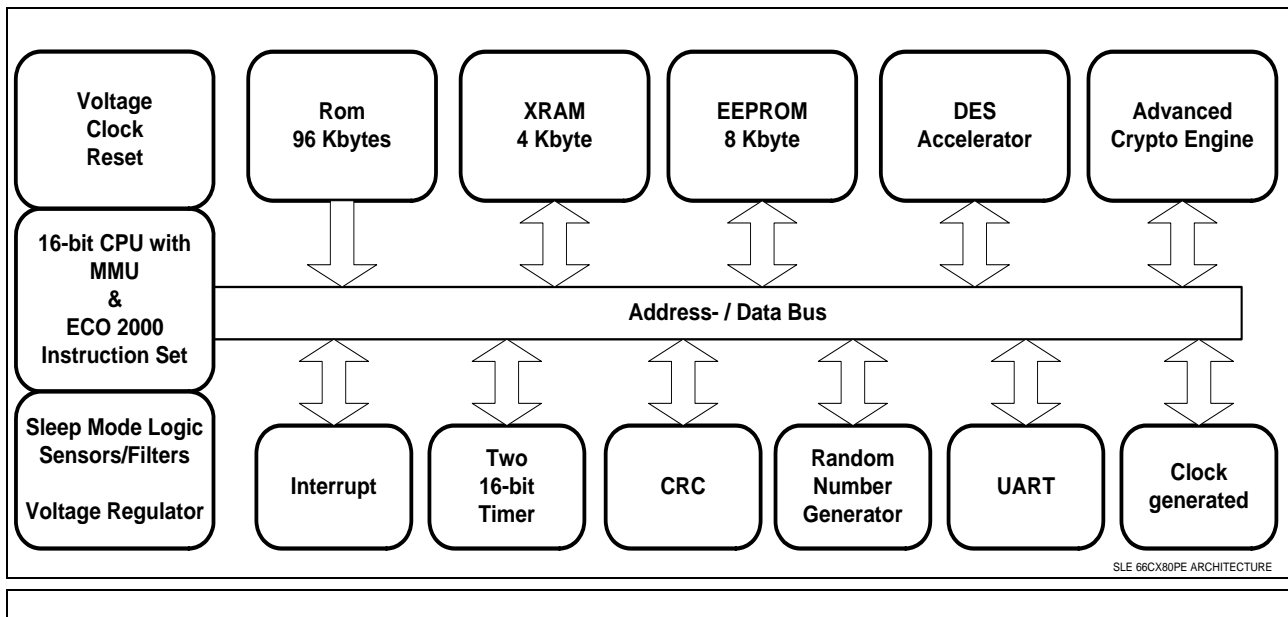 Voltage
Clock
Reset
Rom
96 Kbytes
XRAM
4 Kbyte
EEPROM
8 Kbyte
DES
Accelerator
Advanced
Crypto Engine
16-bit CPU with
MMU
&
ECO 2000
Instruction Set
Address- / Data Bus
Sleep Mode Logic
Sensors/Filters
Voltage Regulator
Interrupt
Two
16-bit
Timer
CRC
Random
Number
Generator
UART
Clock
generated
SLE 66CX80PE ARCHITECTURE